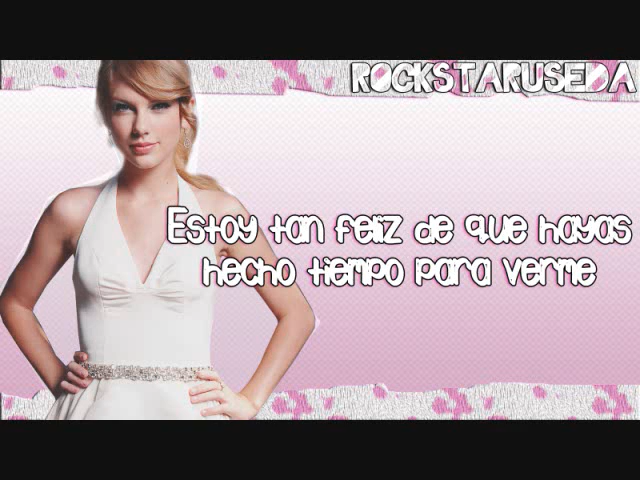 ROCKSTARUSEDA
Estoy tan feliz de que hayas
hecho tiempo para verme